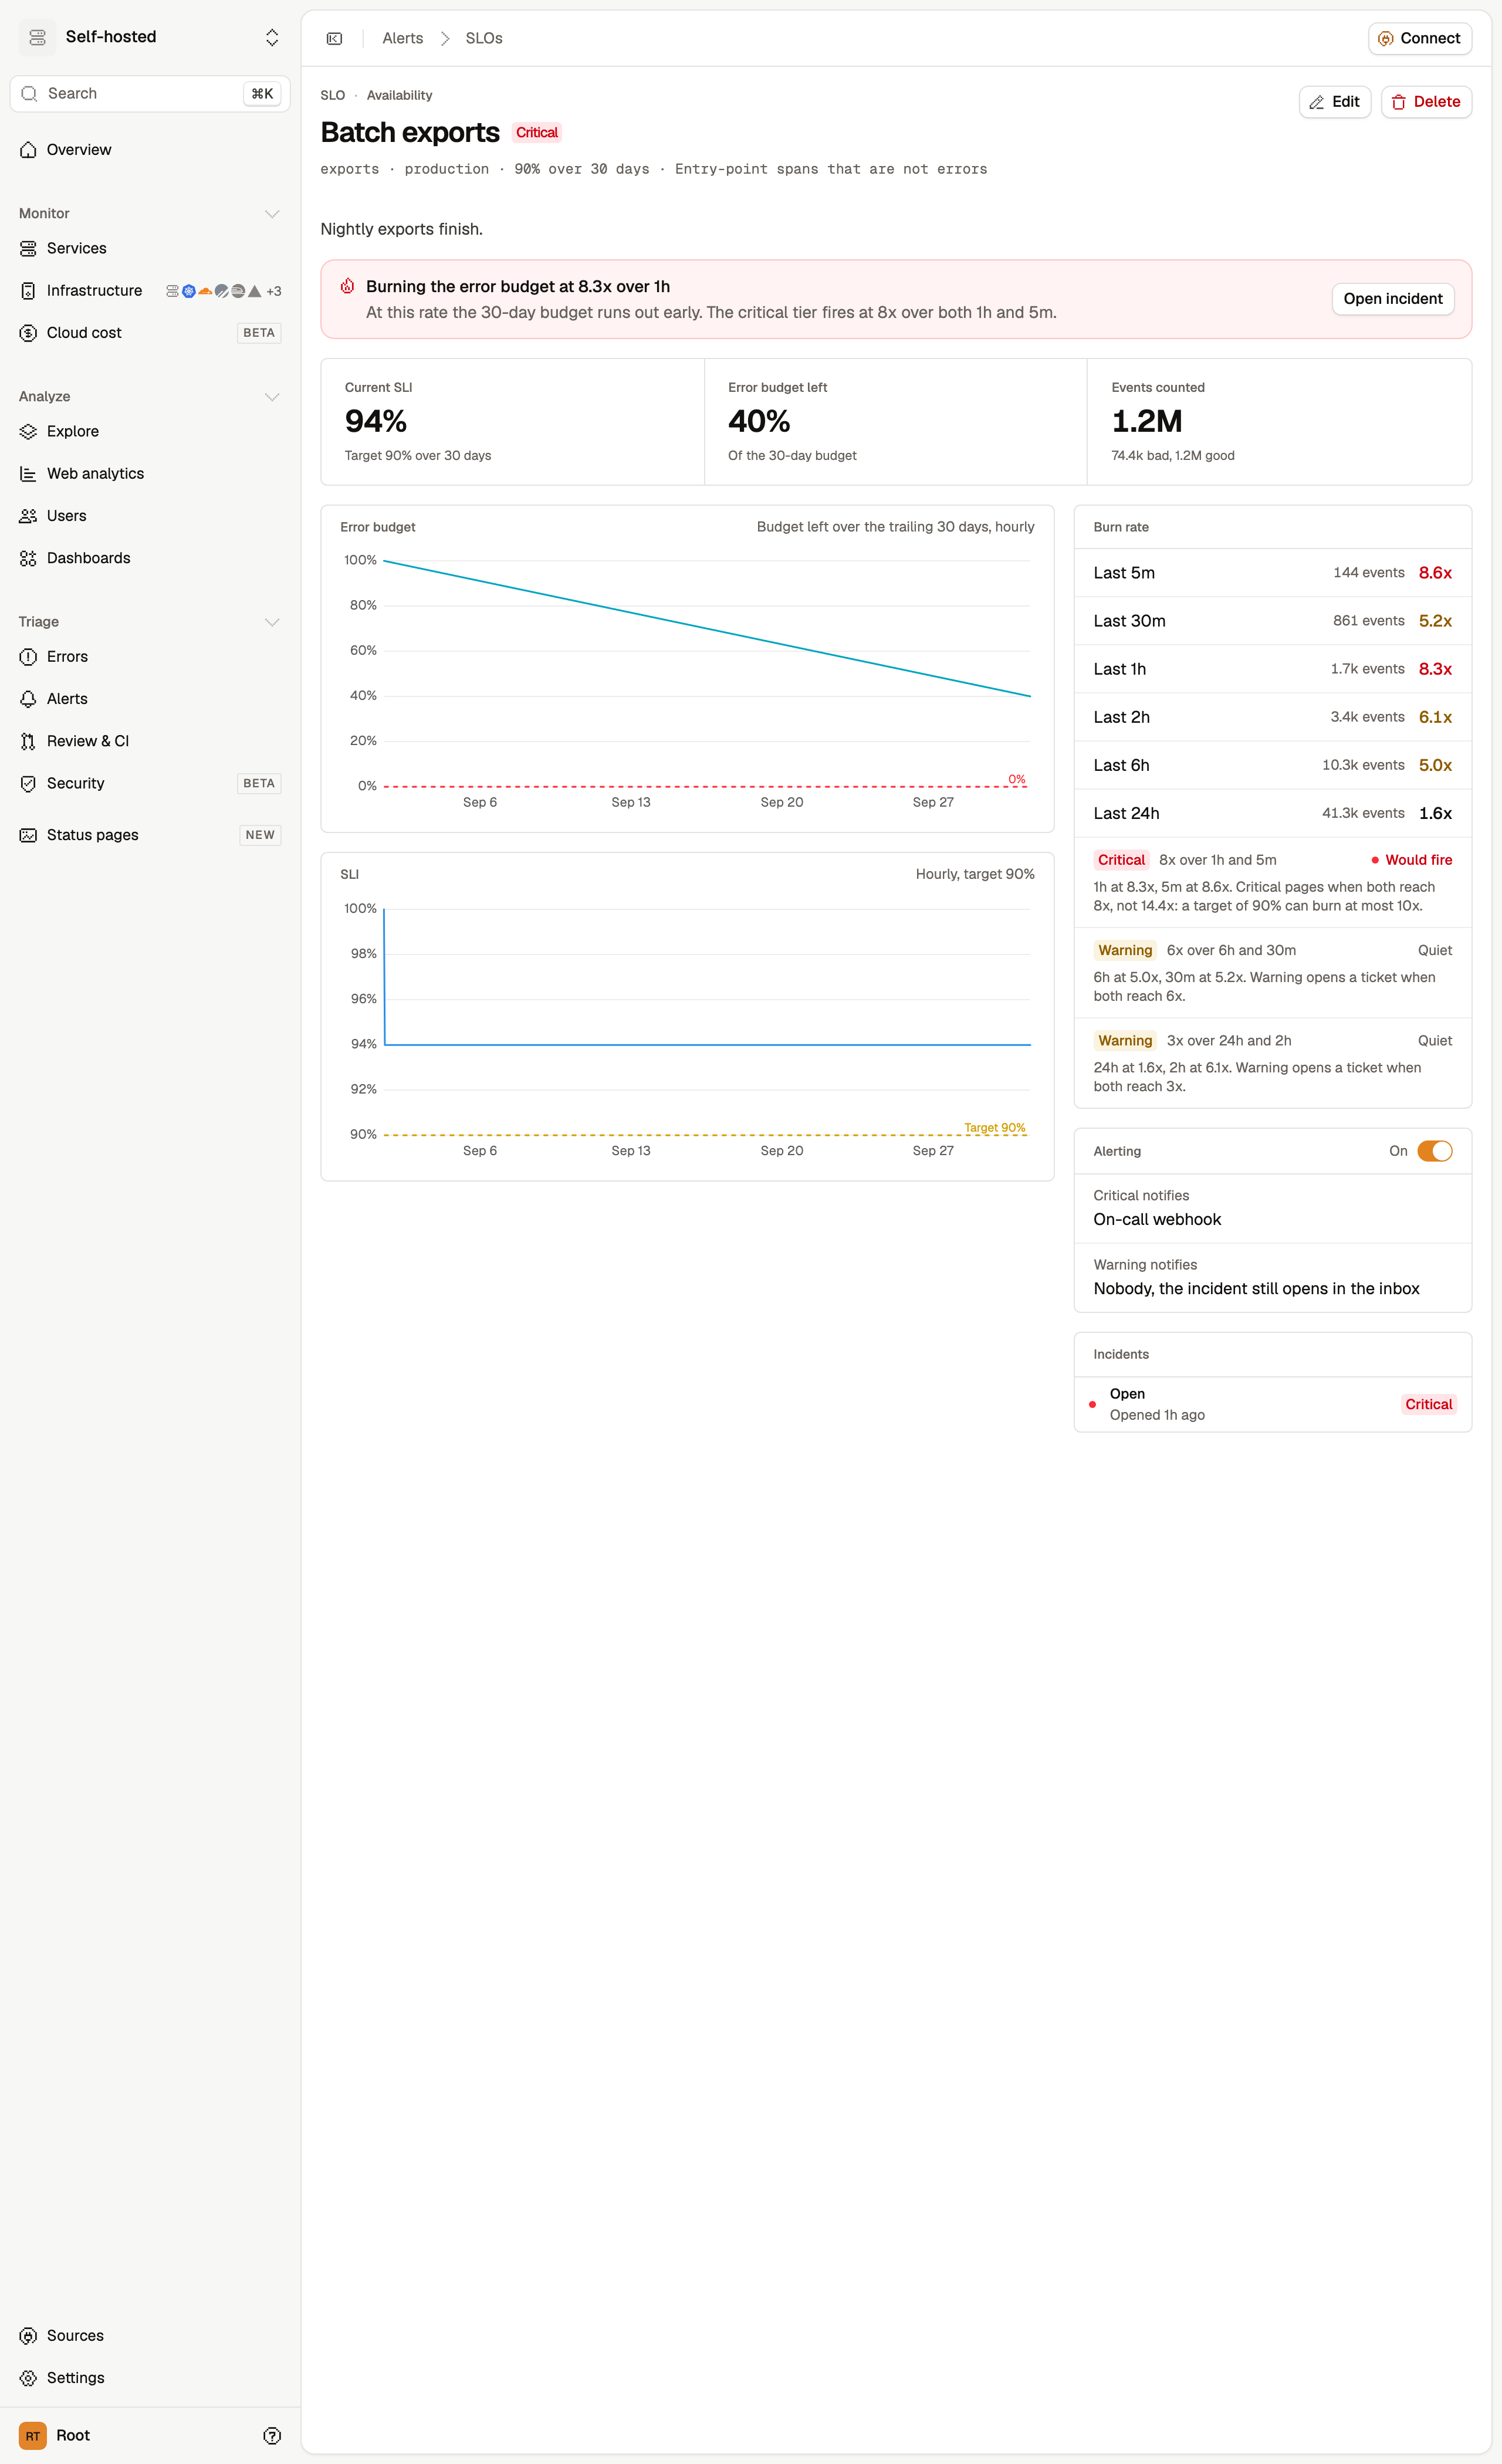 Self-hosted
Search ⌘K
Overview
Monitor
Services
Infrastructure +3
Cloud cost BETA
Analyze
Explore
Web analytics
Users
Dashboards
Triage
Errors
Alerts
Review & CI
Security BETA
Status pages NEW
Sources
Settings
RT Root
Alerts SLOs
Connect
SLO · Availability
Edit Delete
Batch exports Critical
exports · production · 90% over 30 days · Entry-point spans that are not errors
Nightly exports finish.
Burning the error budget at 8.3x over 1h
At this rate the 30-day budget runs out early. The critical tier fires at 8x over both 1h and 5m.
Open incident
Current SLI
94%
Target 90% over 30 days
Error budget left
40%
Of the 30-day budget
Events counted
1.2M
74.4k bad, 1.2M good
Error budget Budget left over the trailing 30 days, hourly
100%
80%
60%
40%
20%
0% 0%
Sep 6 Sep 13 Sep 20 Sep 27
SLI Hourly, target 90%
100%
98%
96%
94%
92%
90% Target 90%
Sep 6 Sep 13 Sep 20 Sep 27
Burn rate
Last 5m 144 events 8.6x
Last 30m 861 events 5.2x
Last 1h 1.7k events 8.3x
Last 2h 3.4k events 6.1x
Last 6h 10.3k events 5.0x
Last 24h 41.3k events 1.6x
Critical 8x over 1h and 5m Would fire
1h at 8.3x, 5m at 8.6x. Critical pages when both reach
8x, not 14.4x: a target of 90% can burn at most 10x.
Warning 6x over 6h and 30m Quiet
6h at 5.0x, 30m at 5.2x. Warning opens a ticket when
both reach 6x.
Warning 3x over 24h and 2h Quiet
24h at 1.6x, 2h at 6.1x. Warning opens a ticket when
both reach 3x.
Alerting On
Critical notifies
On-call webhook
Warning notifies
Nobody, the incident still opens in the inbox
Incidents
Open
Opened 1h ago
Critical